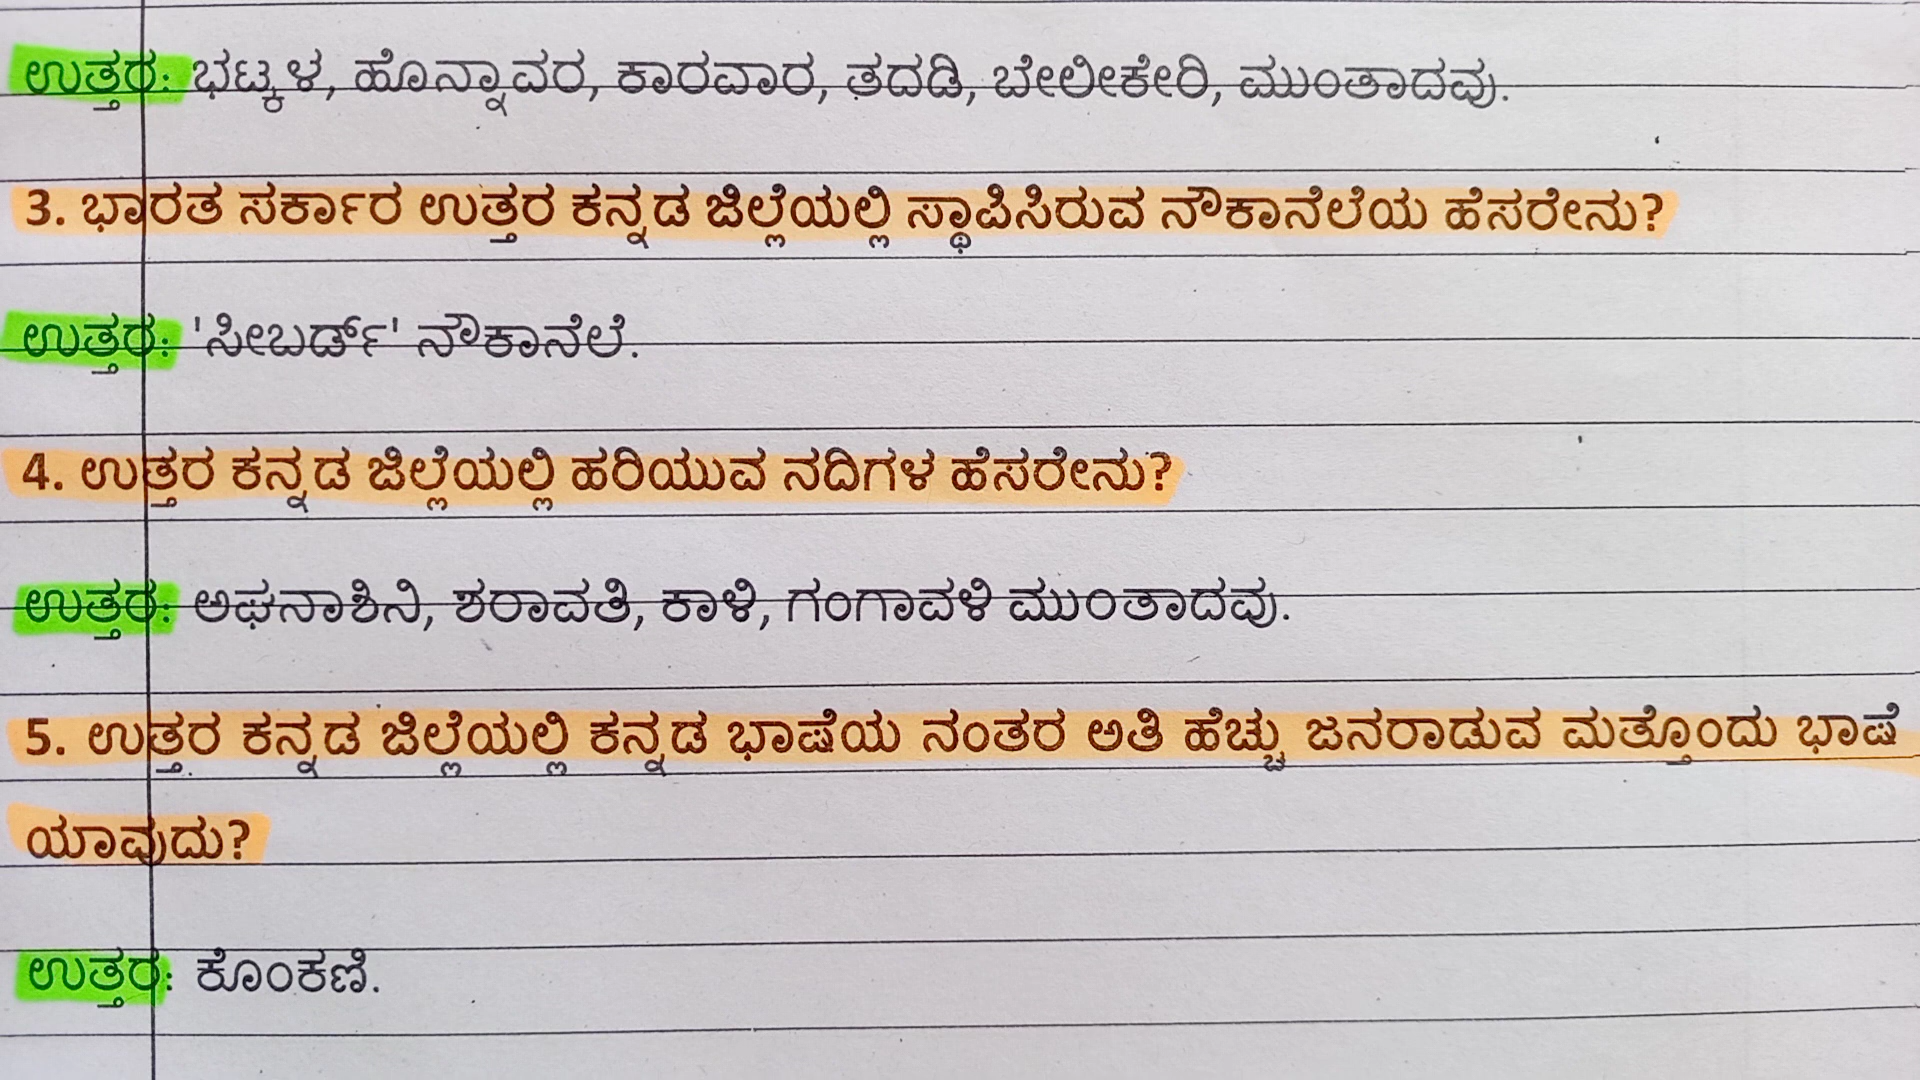 ಉತ್ತರ: ಭಟ್ಕಳ, ಹೊನ್ನಾವರ, ಕಾರವಾರ, ತದಡಿ, ಬೇಲೀಕೇರಿ, ಮುಂತಾದವು.
3. ಭಾರತ ಸರ್ಕಾರ ಉತ್ತರ ಕನ್ನಡ ಜಿಲ್ಲೆಯಲ್ಲಿ ಸ್ಥಾಪಿಸಿರುವ ನೌಕಾನೆಲೆಯ ಹೆಸರೇನು?
ಉತ್ತರ: 'ಸೀಬರ್ಡ್' ನೌಕಾನೆಲೆ.
4. ಉತ್ತರ ಕನ್ನಡ ಜಿಲ್ಲೆಯಲ್ಲಿ ಹರಿಯುವ ನದಿಗಳ ಹೆಸರೇನು?
ಉತ್ತರ: ಅಘನಾಶಿನಿ, ಶರಾವತಿ, ಕಾಳಿ, ಗಂಗಾವಳಿ ಮುಂತಾದವು.
5. ಉತ್ತರ ಕನ್ನಡ ಜಿಲ್ಲೆಯಲ್ಲಿ ಕನ್ನಡ ಭಾಷೆಯ ನಂತರ ಅತಿ ಹೆಚ್ಚು ಜನರಾಡುವ ಮತ್ತೊಂದು ಭಾಷೆ
ಯಾವುದು?
ಉತ್ತರ: ಕೊಂಕಣಿ.